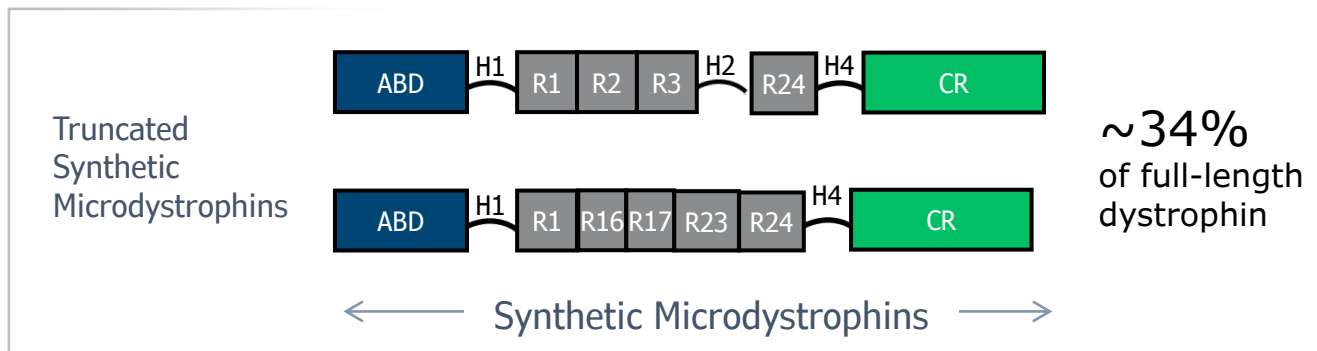 H1 H2 H4
ABD R1 R2 R3 R24 CR
Truncated
Synthetic
Microdystrophins
~34%
of full-length
dystrophin
H1 H4
ABD R1 R16 R17 R23 R24 CR
Synthetic Microdystrophins